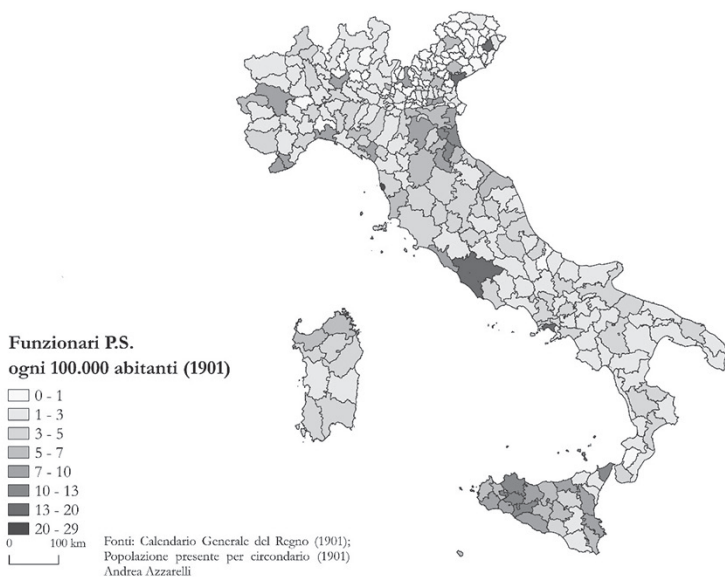 Funzionari P.S.
ogni 100.000 abitanti (1901)
0 - 1
1 - 3
3 - 5
5 - 7
7 - 10
10 - 13
13 - 20
20 - 29
0 100 km
Fonti: Calendario Generale del Regno (1901);
Popolazione presente per circondario (1901)
Andrea Azzarelli